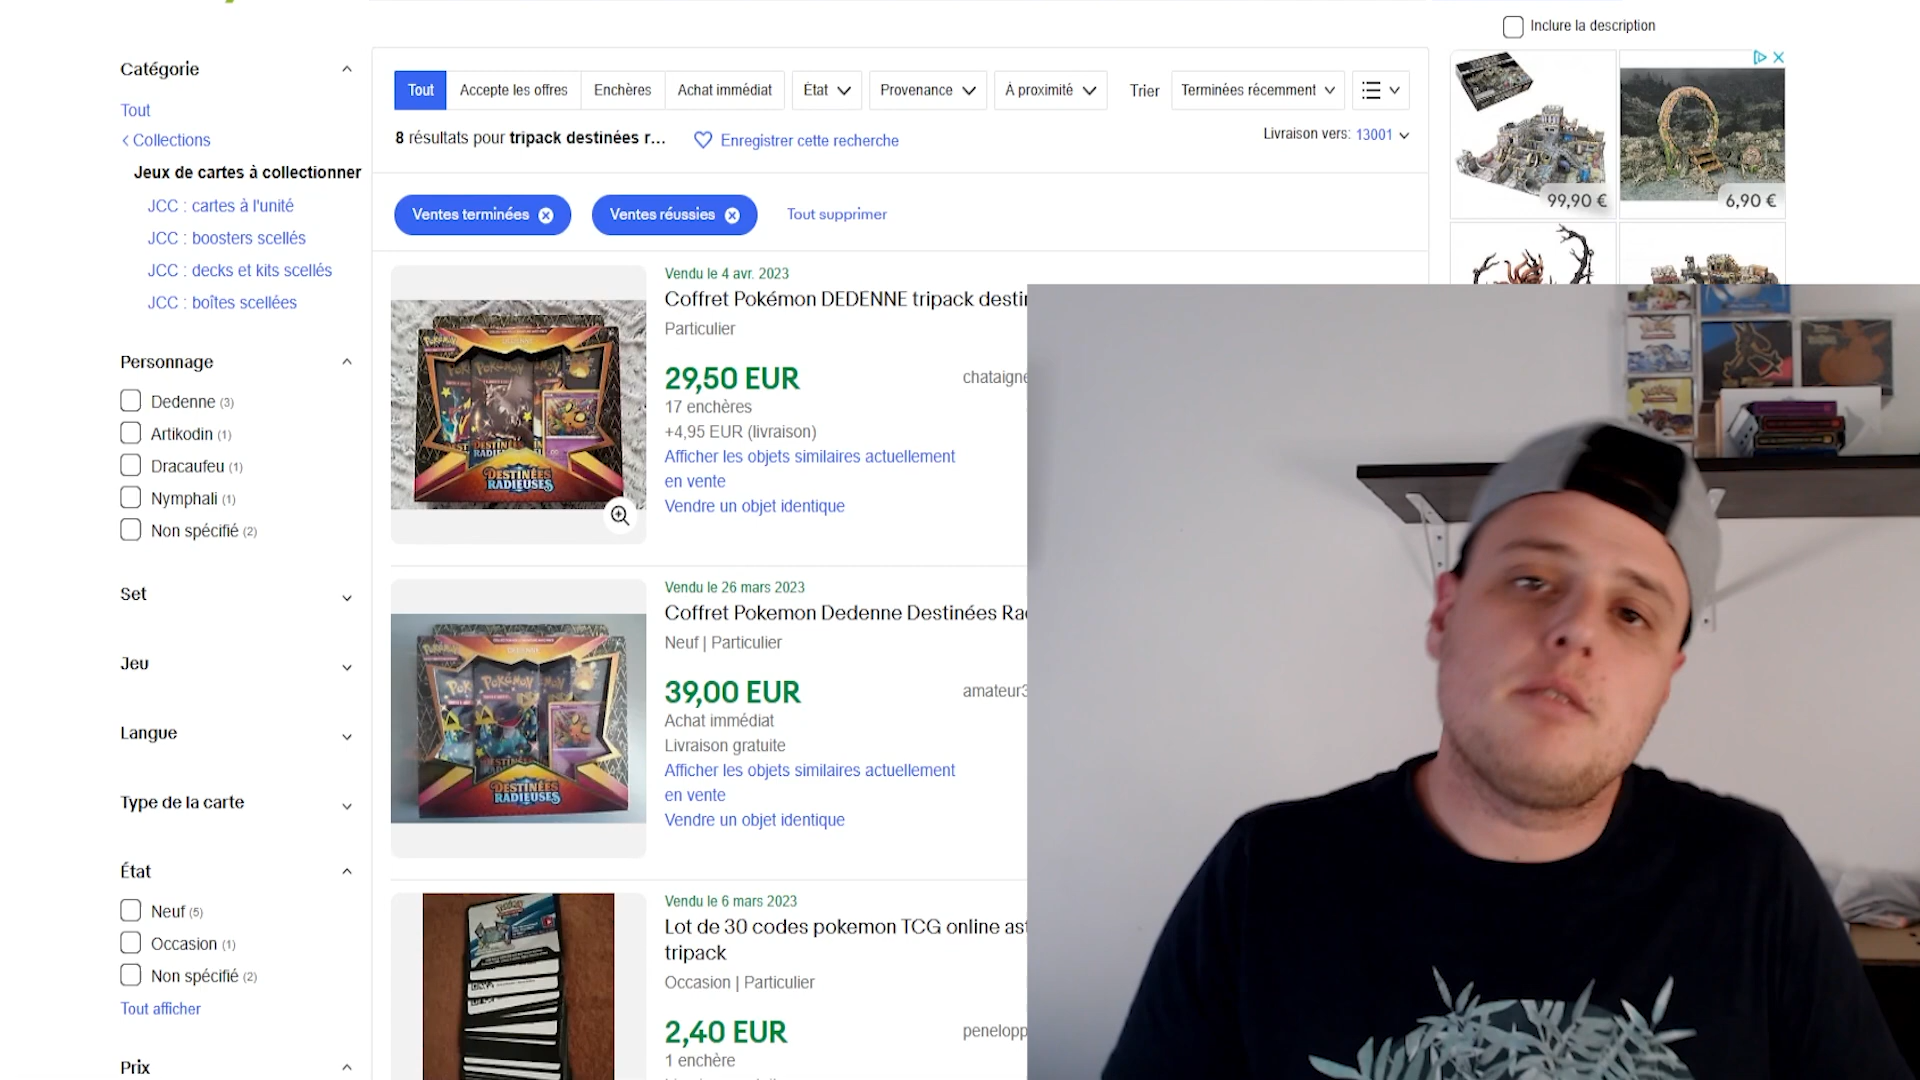 Inclure la description
Catégorie
Tout
Collections
Jeux de cartes à collectionner
JCC : cartes à l'unité
JCC : boosters scellés
JCC : decks et kits scellés
JCC : boîtes scellées
Personnage
Dedenne (3)
Artikodin (1)
Dracaufeu (1)
Nymphali (1)
Non spécifié (2)
Set
Jeu
Langue
Type de la carte
État
Neuf (5)
Occasion (1)
Non spécifié (2)
Tout afficher
Prix
Tout Accepte les offres Enchères Achat immédiat État Provenance À proximité Trier Terminées récemment
8 résultats pour tripack destinées r... Enregistrer cette recherche Livraison vers: 13001
Ventes terminées Ventes réussies Tout supprimer
99,90 €
6,90 €
Vendu le 4 avr. 2023
Coffret Pokémon DEDENNE tripack destin
Particulier
29,50 EUR chataigne
17 enchères
+4,95 EUR (livraison)
Afficher les objets similaires actuellement
en vente
Vendre un objet identique
DESTINÉES
RADIEUSES
Vendu le 26 mars 2023
Coffret Pokemon Dedenne Destinées Rad
Neuf | Particulier
39,00 EUR amateur3
Achat immédiat
Livraison gratuite
Afficher les objets similaires actuellement
en vente
Vendre un objet identique
Pokémon
DESTINÉES
RADIEUSES
Vendu le 6 mars 2023
Lot de 30 codes pokemon TCG online ast
tripack
Occasion | Particulier
2,40 EUR penelopp
1 enchère